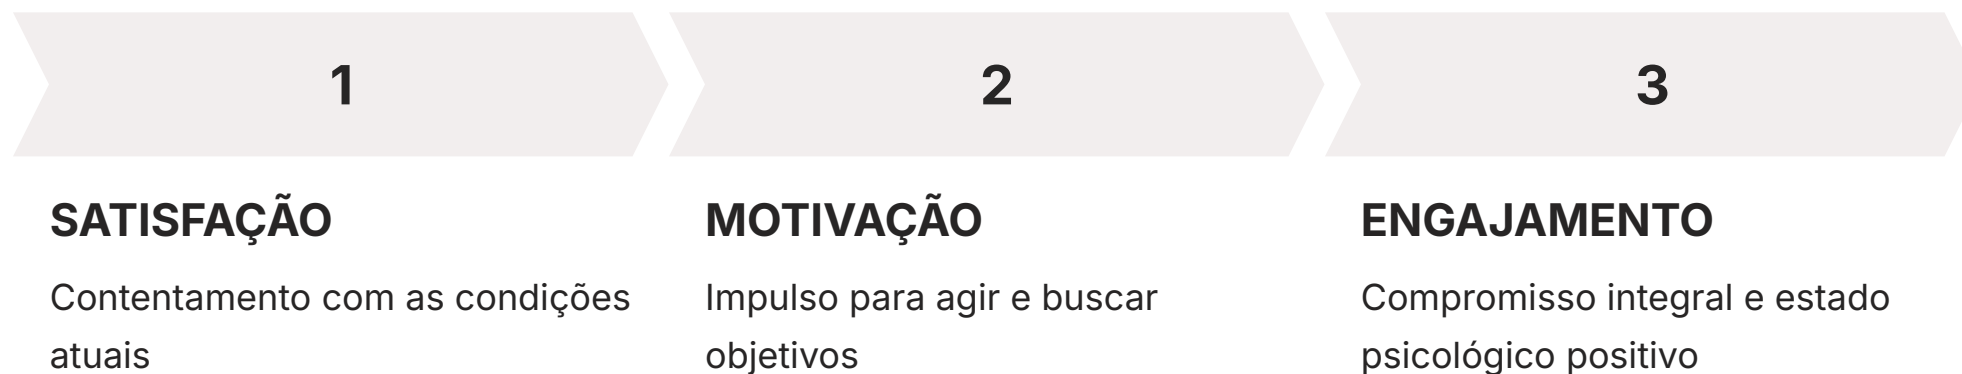 1
2
3
SATISFAÇÃO
Contentamento com as condições
atuais
MOTIVAÇÃO
Impulso para agir e buscar
objetivos
ENGAJAMENTO
Compromisso integral e estado
psicológico positivo